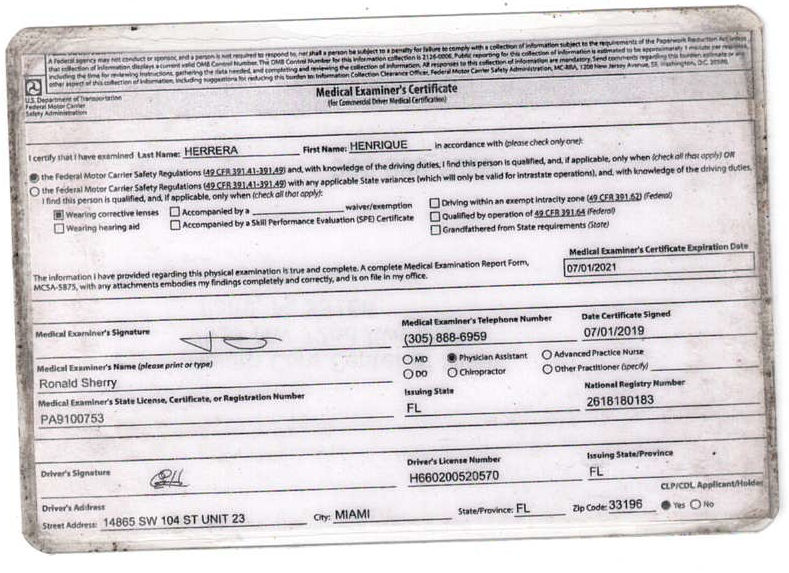 A Federal agency may not conduct or sponsor, and a person is not required to respond to, nor shall a person be subject to a penalty for failure to comply with a collection of information subject to the requirements of the Paperwork Reduction Act unless
that collection of information displays a current valid OMB Control Number. The OMB Control Number for this information collection is 2126-0006. Public reporting for this collection of information is estimated to be approximately 1 minute per response,
including the time for reviewing instructions, gathering the data needed, and completing and reviewing the collection of information. All responses to this collection of information are mandatory. Send comments regarding this burden estimate or any
other aspect of this collection of information, including suggestions for reducing this burden to: Information Collection Clearance Officer, Federal Motor Carrier Safety Administration, MC-RRA, 1200 New Jersey Avenue, SE, Washington, D.C. 20590.
U.S. Department of Transportation
Federal Motor Carrier
Safety Administration
Medical Examiner's Certificate
(for Commercial Driver Medical Certification)
I certify that I have examined Last Name: HERRERA First Name: HENRIQUE in accordance with (please check only one):
the Federal Motor Carrier Safety Regulations (49 CFR 391.41-391.49) and, with knowledge of the driving duties, I find this person is qualified, and, if applicable, only when (check all that apply) OR
the Federal Motor Carrier Safety Regulations (49 CFR 391.41-391.49) with any applicable State variances (which will only be valid for intrastate operations), and, with knowledge of the driving duties,
I find this person is qualified, and, if applicable, only when (check all that apply):
Wearing corrective lenses Accompanied by a waiver/exemption Driving within an exempt intracity zone (49 CFR 391.62) (Federal)
Wearing hearing aid Accompanied by a Skill Performance Evaluation (SPE) Certificate Qualified by operation of 49 CFR 391.64 (Federal)
Grandfathered from State requirements (State)
Medical Examiner's Certificate Expiration Date
The information I have provided regarding this physical examination is true and complete. A complete Medical Examination Report Form, 07/01/2021
MCSA-5875, with any attachments embodies my findings completely and correctly, and is on file in my office.
Medical Examiner's Signature Medical Examiner's Telephone Number Date Certificate Signed
(305) 888-6959 07/01/2019
Medical Examiner's Name (please print or type) MD Physician Assistant Advanced Practice Nurse
Ronald Sherry DO Chiropractor Other Practitioner (specify)
Medical Examiner's State License, Certificate, or Registration Number Issuing State National Registry Number
PA9100753 FL 2618180183
Driver's Signature Driver's License Number Issuing State/Province
H660200520570 FL
CLP/CDL Applicant/Holder
Driver's Address
Street Address: 14865 SW 104 ST UNIT 23 City: MIAMI State/Province: FL Zip Code: 33196 Yes No